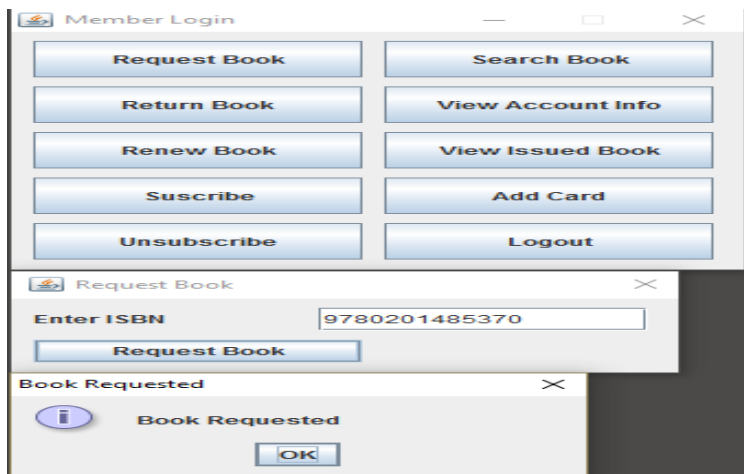 Member Login
Request Book Search Book
Return Book View Account Info
Renew Book View Issued Book
Suscribe Add Card
Unsubscribe Logout
Request Book
Enter ISBN 9780201485370
Request Book
Book Requested
Book Requested
OK